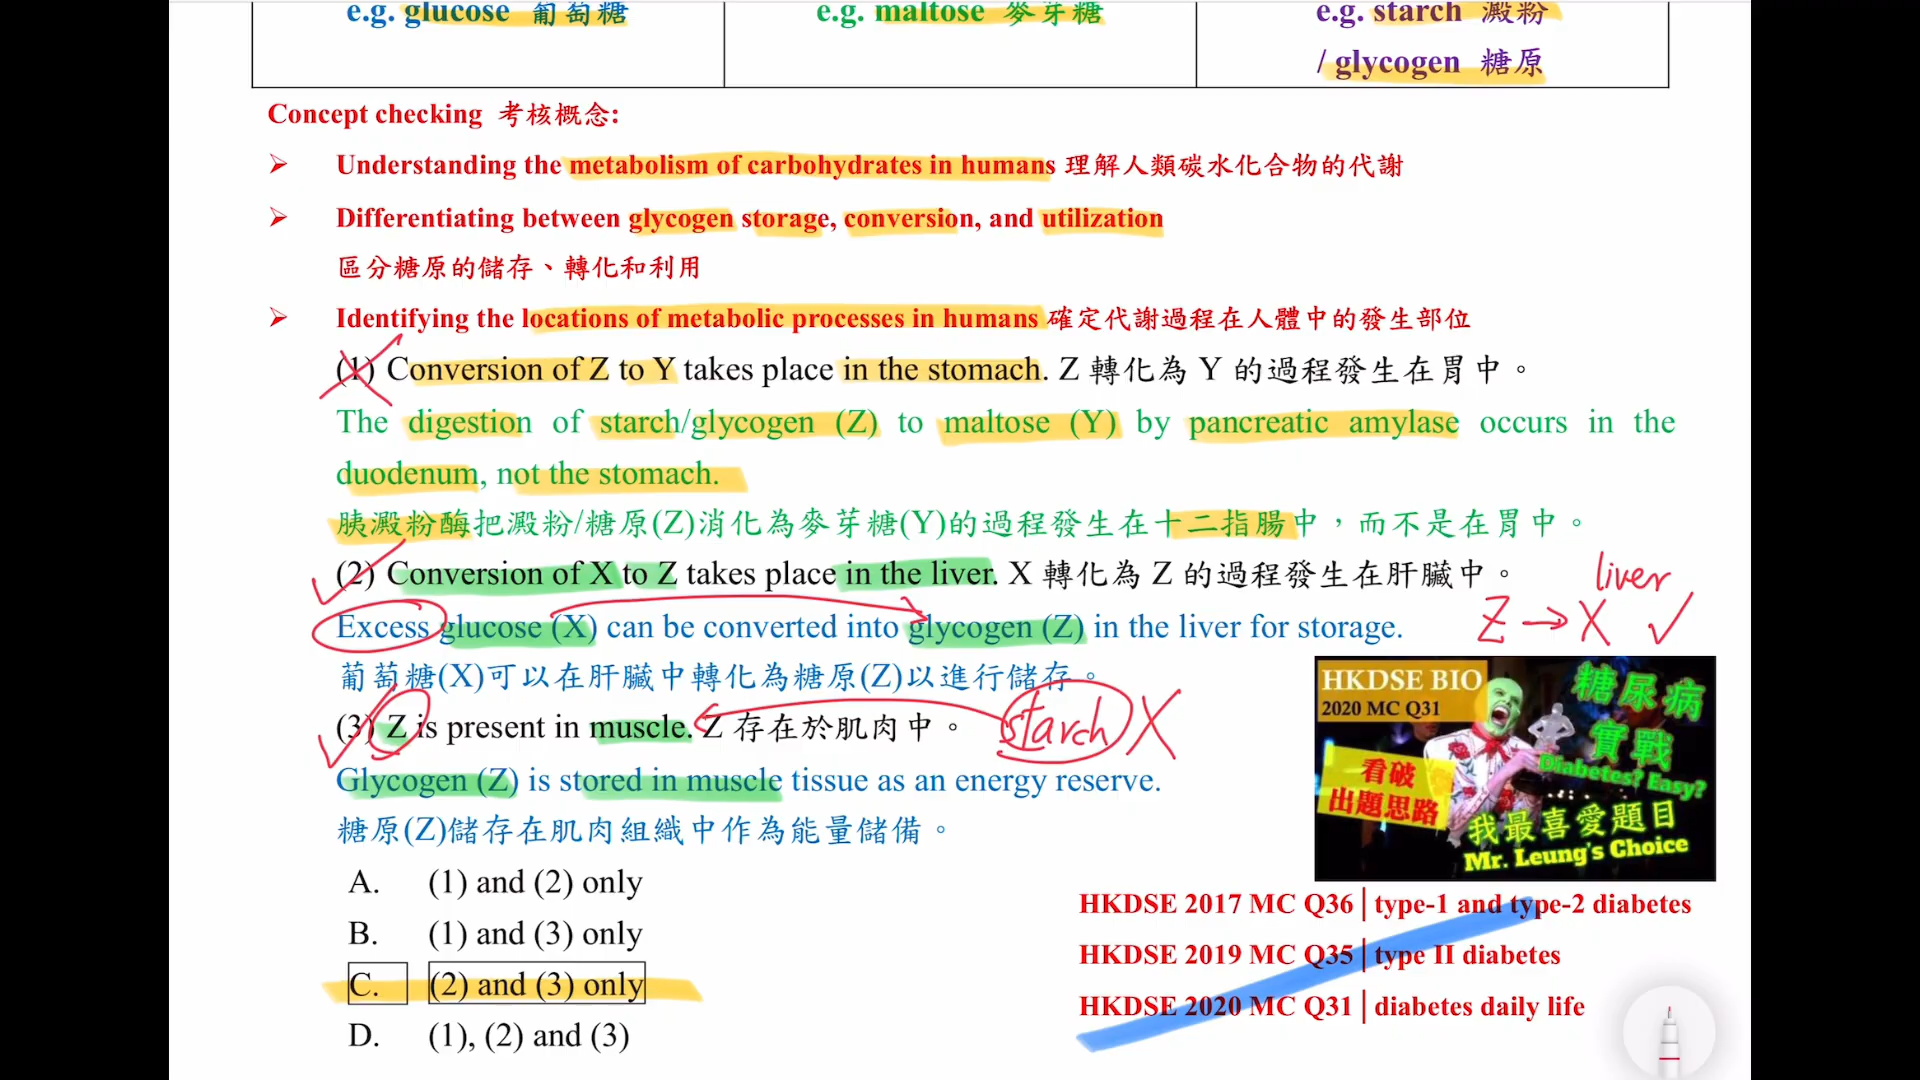 e.g. glucose 葡萄糖
e.g. maltose 麥芽糖
e.g. starch 澱粉
/ glycogen 糖原
Concept checking 考核概念:
➢ Understanding the metabolism of carbohydrates in humans 理解人類碳水化合物的代謝
➢ Differentiating between glycogen storage, conversion, and utilization
區分糖原的儲存、轉化和利用
➢ Identifying the locations of metabolic processes in humans 確定代謝過程在人體中的發生部位
(1) Conversion of Z to Y takes place in the stomach. Z 轉化為 Y 的過程發生在胃中。
The digestion of starch/glycogen (Z) to maltose (Y) by pancreatic amylase occurs in the
duodenum, not the stomach.
胰澱粉酶把澱粉/糖原(Z)消化為麥芽糖(Y)的過程發生在十二指腸中，而不是在胃中。
(2) Conversion of X to Z takes place in the liver. X 轉化為 Z 的過程發生在肝臟中。
liver
Z → X ✓
Excess glucose (X) can be converted into glycogen (Z) in the liver for storage.
葡萄糖(X)可以在肝臟中轉化為糖原(Z)以進行儲存。
(3) Z is present in muscle. Z 存在於肌肉中。
starch X
Glycogen (Z) is stored in muscle tissue as an energy reserve.
糖原(Z)儲存在肌肉組織中作為能量儲備。
HKDSE BIO
2020 MC Q31
糖尿病
實戰
Diabetes? Easy?
看破
出題思路
我最喜愛題目
Mr. Leung's Choice
A. (1) and (2) only
B. (1) and (3) only
C. (2) and (3) only
D. (1), (2) and (3)
HKDSE 2017 MC Q36 | type-1 and type-2 diabetes
HKDSE 2019 MC Q35 | type II diabetes
HKDSE 2020 MC Q31 | diabetes daily life